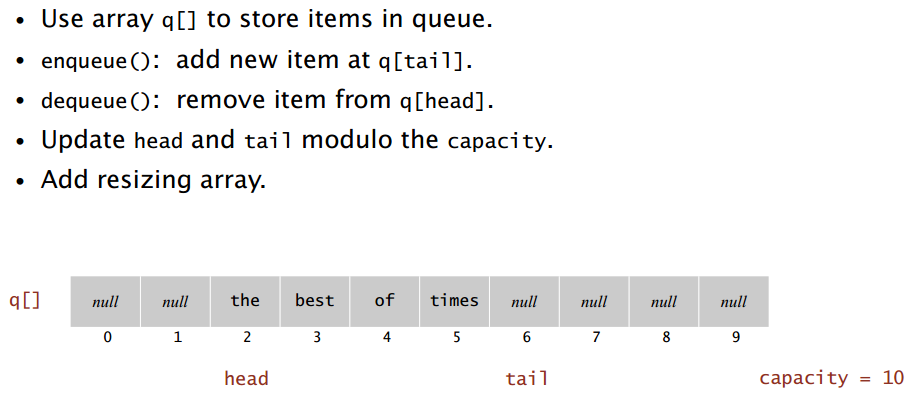 • Use array q[] to store items in queue.
• enqueue(): add new item at q[tail].
• dequeue(): remove item from q[head].
• Update head and tail modulo the capacity.
• Add resizing array.
q[] null null the best of times null null null null
0 1 2 3 4 5 6 7 8 9
head tail capacity = 10